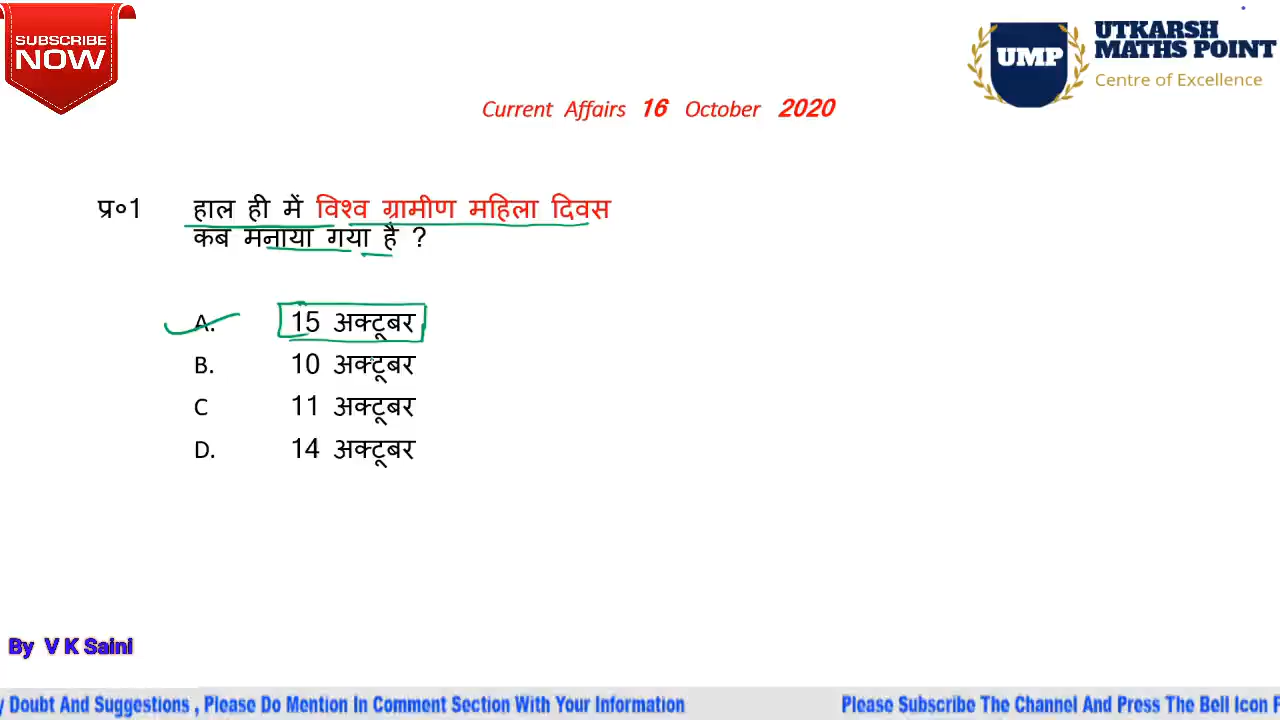 SUBSCRIBE
NOW
UMP
UTKARSH
MATHS POINT
Centre of Excellence
Current Affairs 16 October 2020
प्र०1 हाल ही में विश्व ग्रामीण महिला दिवस
कब मनाया गया है ?
A. 15 अक्टूबर
B. 10 अक्टूबर
C 11 अक्टूबर
D. 14 अक्टूबर
By V K Saini
y Doubt And Suggestions , Please Do Mention In Comment Section With Your Information Please Subscribe The Channel And Press The Bell Icon F